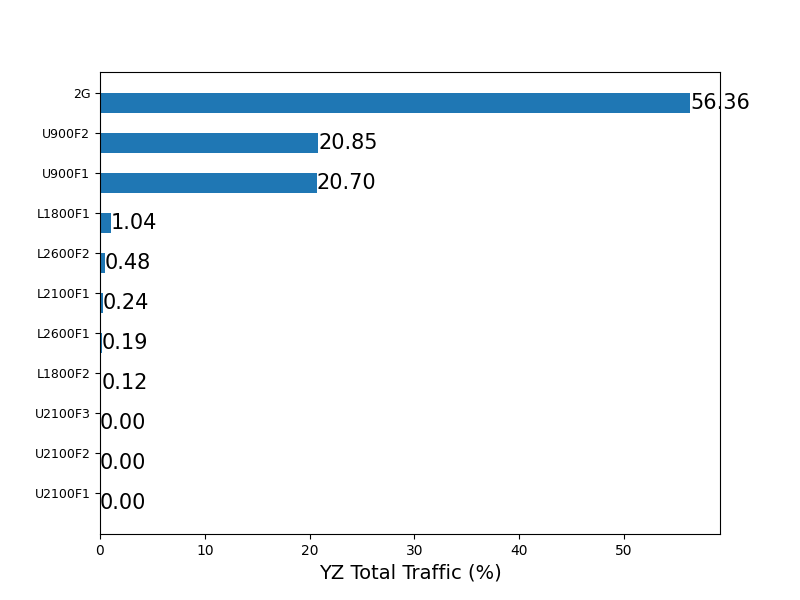 2G 56.36
U900F2 20.85
U900F1 20.70
L1800F1 1.04
L2600F2 0.48
L2100F1 0.24
L2600F1 0.19
L1800F2 0.12
U2100F3 0.00
U2100F2 0.00
U2100F1 0.00
0 10 20 30 40 50
YZ Total Traffic (%)